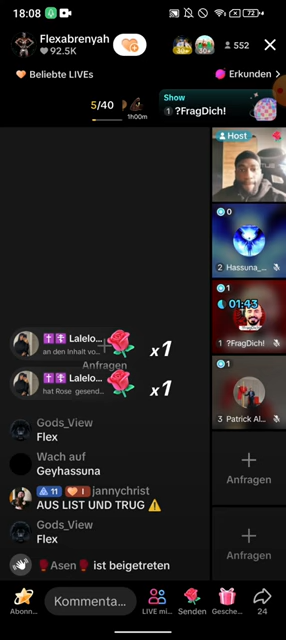 18:08
72
Flexabrenyah
92.5K
552
Beliebte LIVEs
Erkunden
5/40
1h00m
Show
1 ?FragDich!
Host
0
2 Hassuna_...
1
01:43
1 ?FragDich!
1
3 Patrick Al...
Lalelo...
an den Inhalt vo...
x1
Anfragen
Lalelo...
hat Rose gesend...
x1
Gods_View
Flex
Wach auf
Geyhassuna
11 I jannychrist
AUS LIST UND TRUG ⚠️
Gods_View
Flex
Asen ist beigetreten
Anfragen
Anfragen
Abonn...
Kommenta...
LIVE mi...
Senden
Gesche...
24